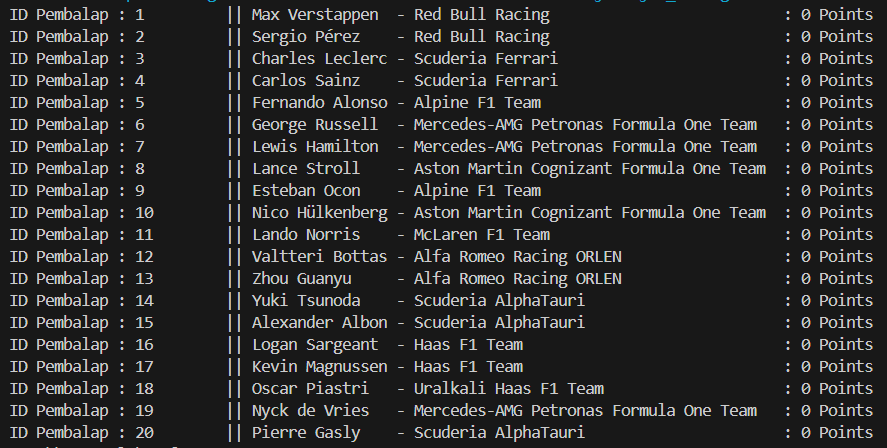 ID Pembalap : 1 || Max Verstappen - Red Bull Racing : 0 Points
ID Pembalap : 2 || Sergio Pérez - Red Bull Racing : 0 Points
ID Pembalap : 3 || Charles Leclerc - Scuderia Ferrari : 0 Points
ID Pembalap : 4 || Carlos Sainz - Scuderia Ferrari : 0 Points
ID Pembalap : 5 || Fernando Alonso - Alpine F1 Team : 0 Points
ID Pembalap : 6 || George Russell - Mercedes-AMG Petronas Formula One Team : 0 Points
ID Pembalap : 7 || Lewis Hamilton - Mercedes-AMG Petronas Formula One Team : 0 Points
ID Pembalap : 8 || Lance Stroll - Aston Martin Cognizant Formula One Team : 0 Points
ID Pembalap : 9 || Esteban Ocon - Alpine F1 Team : 0 Points
ID Pembalap : 10 || Nico Hülkenberg - Aston Martin Cognizant Formula One Team : 0 Points
ID Pembalap : 11 || Lando Norris - McLaren F1 Team : 0 Points
ID Pembalap : 12 || Valtteri Bottas - Alfa Romeo Racing ORLEN : 0 Points
ID Pembalap : 13 || Zhou Guanyu - Alfa Romeo Racing ORLEN : 0 Points
ID Pembalap : 14 || Yuki Tsunoda - Scuderia AlphaTauri : 0 Points
ID Pembalap : 15 || Alexander Albon - Scuderia AlphaTauri : 0 Points
ID Pembalap : 16 || Logan Sargeant - Haas F1 Team : 0 Points
ID Pembalap : 17 || Kevin Magnussen - Haas F1 Team : 0 Points
ID Pembalap : 18 || Oscar Piastri - Uralkali Haas F1 Team : 0 Points
ID Pembalap : 19 || Nyck de Vries - Mercedes-AMG Petronas Formula One Team : 0 Points
ID Pembalap : 20 || Pierre Gasly - Scuderia AlphaTauri : 0 Points